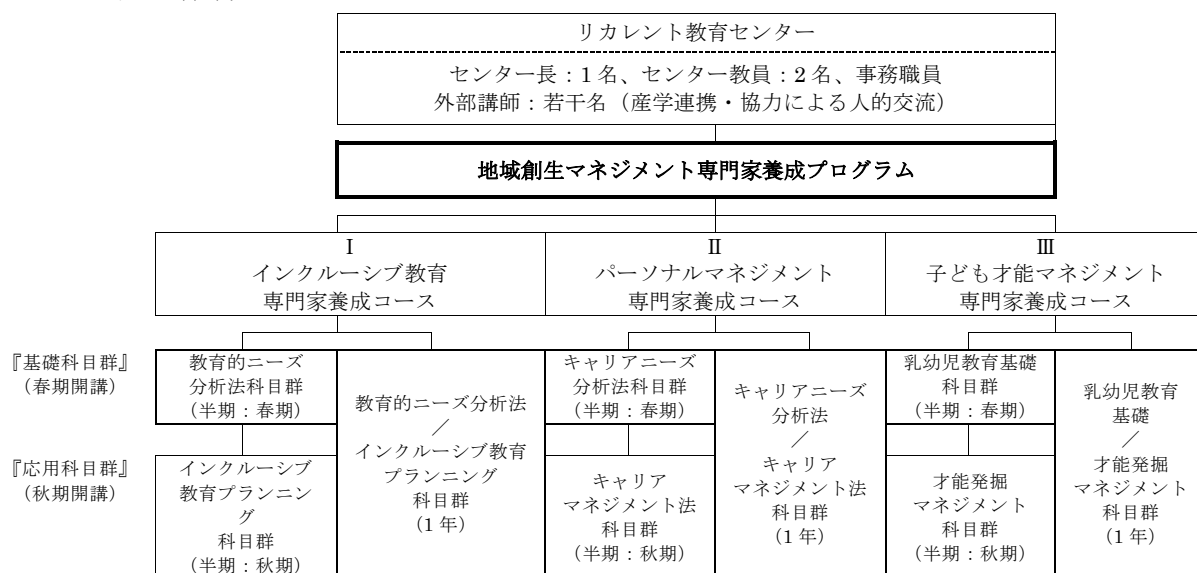 リカレント教育センター
センター長：1名、センター教員：2名、事務職員
外部講師：若干名（産学連携・協力による人的交流）
地域創生マネジメント専門家養成プログラム
Ⅰ
インクルーシブ教育
専門家養成コース
Ⅱ
パーソナルマネジメント
専門家養成コース
Ⅲ
子ども才能マネジメント
専門家養成コース
『基礎科目群』
（春期開講）
教育的ニーズ
分析法科目群
（半期：春期）
教育的ニーズ分析法
／
インクルーシブ教育
プランニング
科目群
（1年）
キャリアニーズ
分析法科目群
（半期：春期）
キャリアニーズ
分析法
／
キャリア
マネジメント法
科目群
（1年）
乳幼児教育基礎
科目群
（半期：春期）
乳幼児教育
基礎
／
才能発掘
マネジメント
科目群
（1年）
『応用科目群』
（秋期開講）
インクルーシブ
教育プランニン
グ
科目群
（半期：秋期）
キャリア
マネジメント法
科目群
（半期：秋期）
才能発掘
マネジメント
科目群
（半期：秋期）